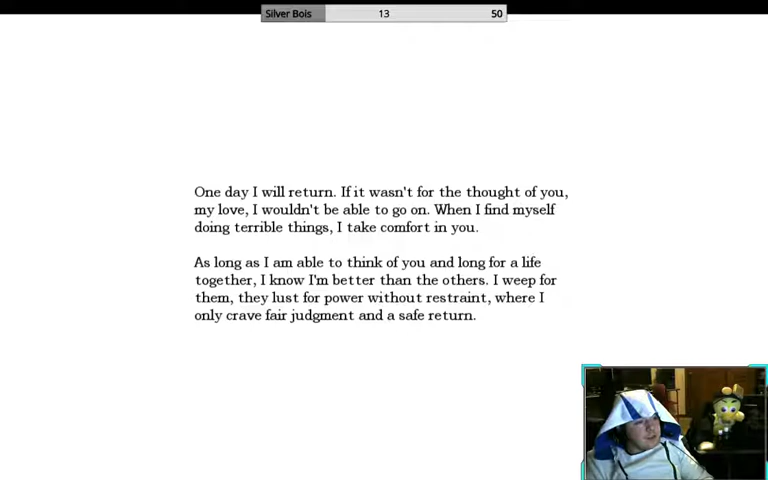 Silver Bois 13 50
One day I will return. If it wasn't for the thought of you,
my love, I wouldn't be able to go on. When I find myself
doing terrible things, I take comfort in you.
As long as I am able to think of you and long for a life
together, I know I'm better than the others. I weep for
them, they lust for power without restraint, where I
only crave fair judgment and a safe return.